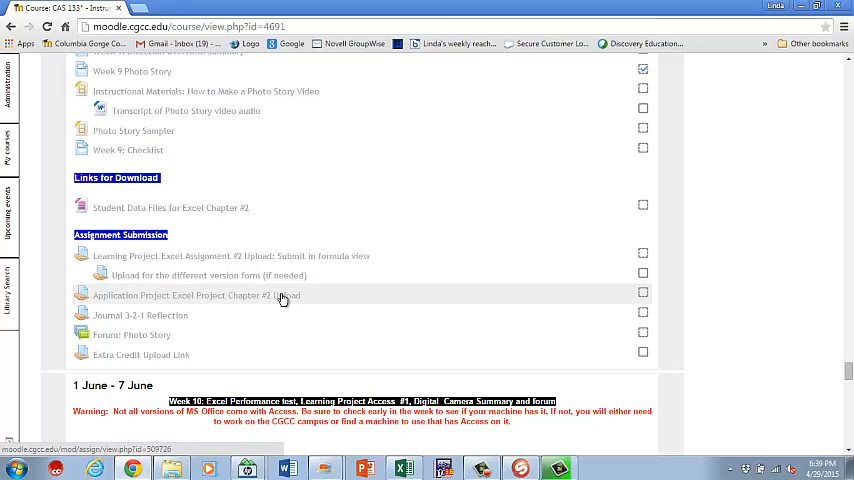 Course: CAS 133* - Instruc
Linda
moodle.cgcc.edu/course/view.php?id=4691
Apps Columbia Gorge Com Gmail - Inbox (19) - Logo Google Novell GroupWise Linda's weekly reach... Secure Customer Lo... Discovery Education... » Other bookmarks
Administration
My courses
Upcoming events
Library Search
Week 9 Photo Story
Instructional Materials: How to Make a Photo Story Video
Transcript of Photo Story video audio
Photo Story Sampler
Week 9: Checklist
Links for Download
Student Data Files for Excel Chapter #2
Assignment Submission
Learning Project Excel Assignment #2 Upload: Submit in formula view
Upload for the different version form (if needed)
Application Project Excel Project Chapter #2 Upload
Journal 3-2-1 Reflection
Forum: Photo Story
Extra Credit Upload Link
1 June - 7 June
Week 10: Excel Performance test, Learning Project Access #1, Digital Camera Summary and forum
Warning: Not all versions of MS Office come with Access. Be sure to check early in the week to see if your machine has it. If not, you will either need
to work on the CGCC campus or find a machine to use that has Access on it.
moodle.cgcc.edu/mod/assign/view.php?id=509726
6:39 PM
4/29/2015